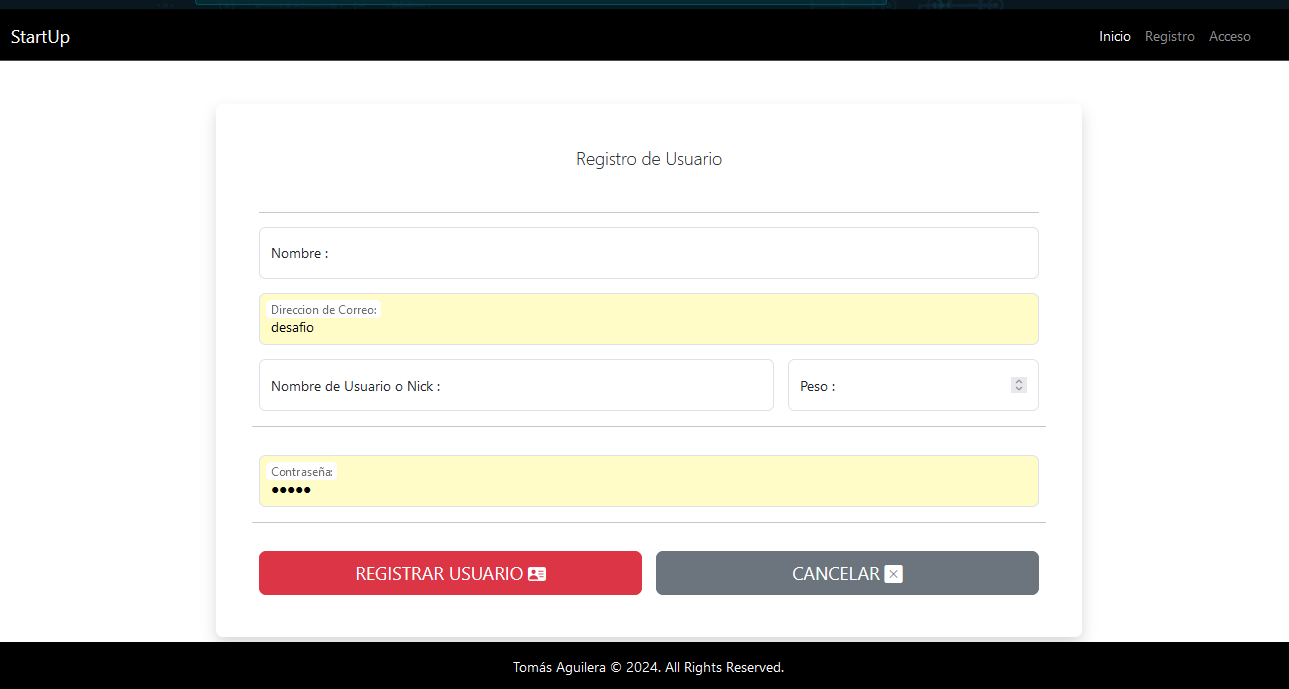 StartUp
Inicio Registro Acceso
Registro de Usuario
Nombre :
Direccion de Correo:
desafio
Nombre de Usuario o Nick :
Peso :
Contraseña:
●●●●●
REGISTRAR USUARIO
CANCELAR
Tomás Aguilera © 2024. All Rights Reserved.